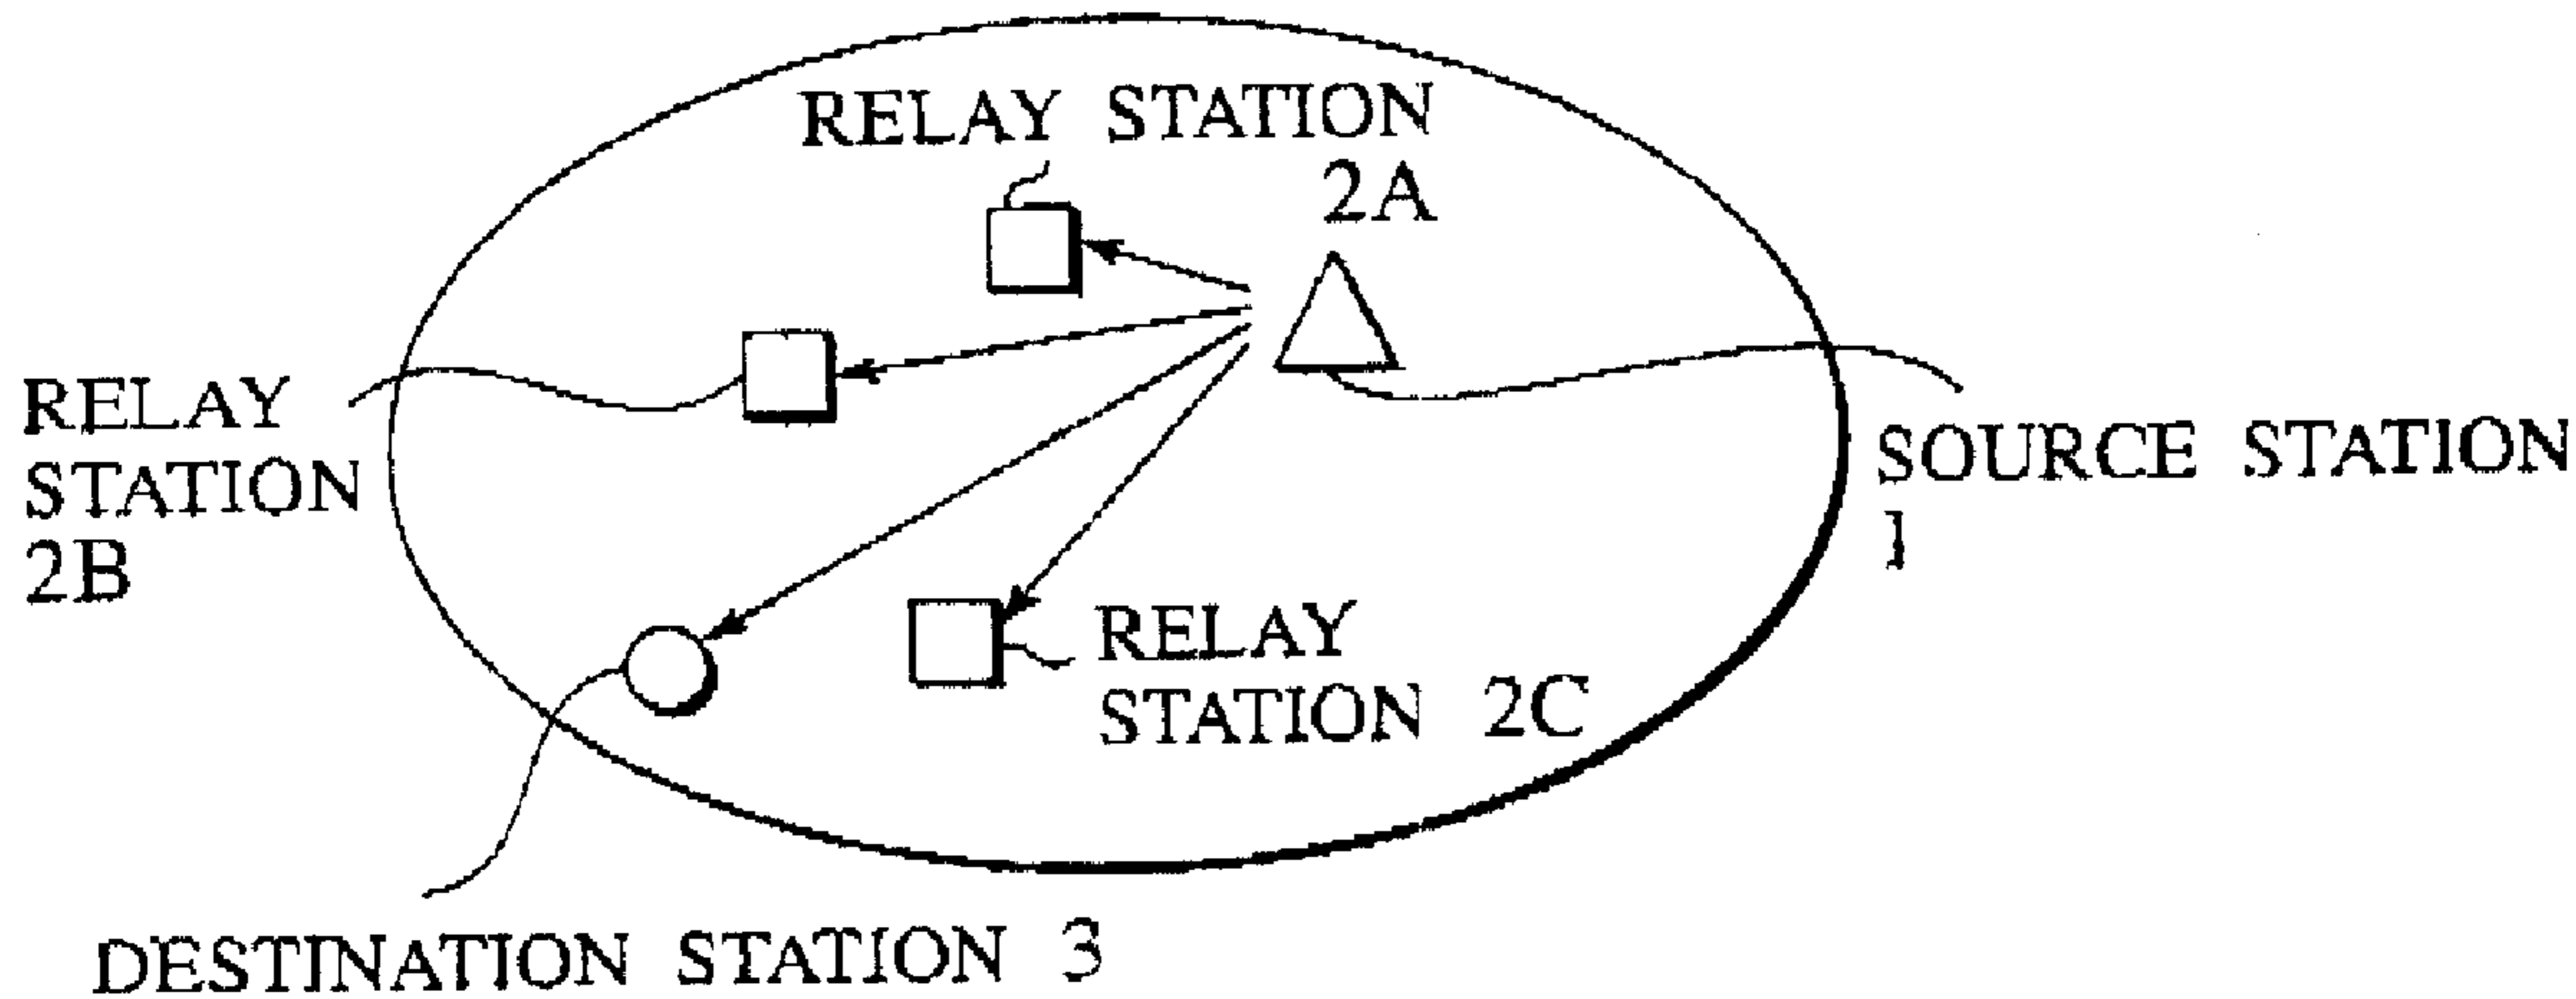 RELAY STATION
2A
RELAY
STATION
2B
SOURCE STATION
1
RELAY
STATION 2C
DESTINATION STATION 3